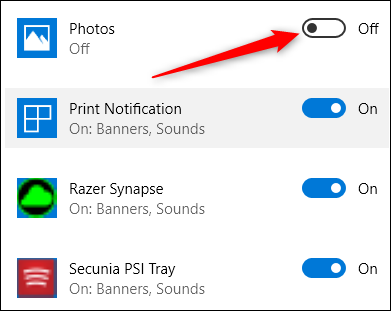 Photos
Off
Off
Print Notification
On: Banners, Sounds
On
Razer Synapse
On: Banners, Sounds
On
Secunia PSI Tray
On: Banners, Sounds
On